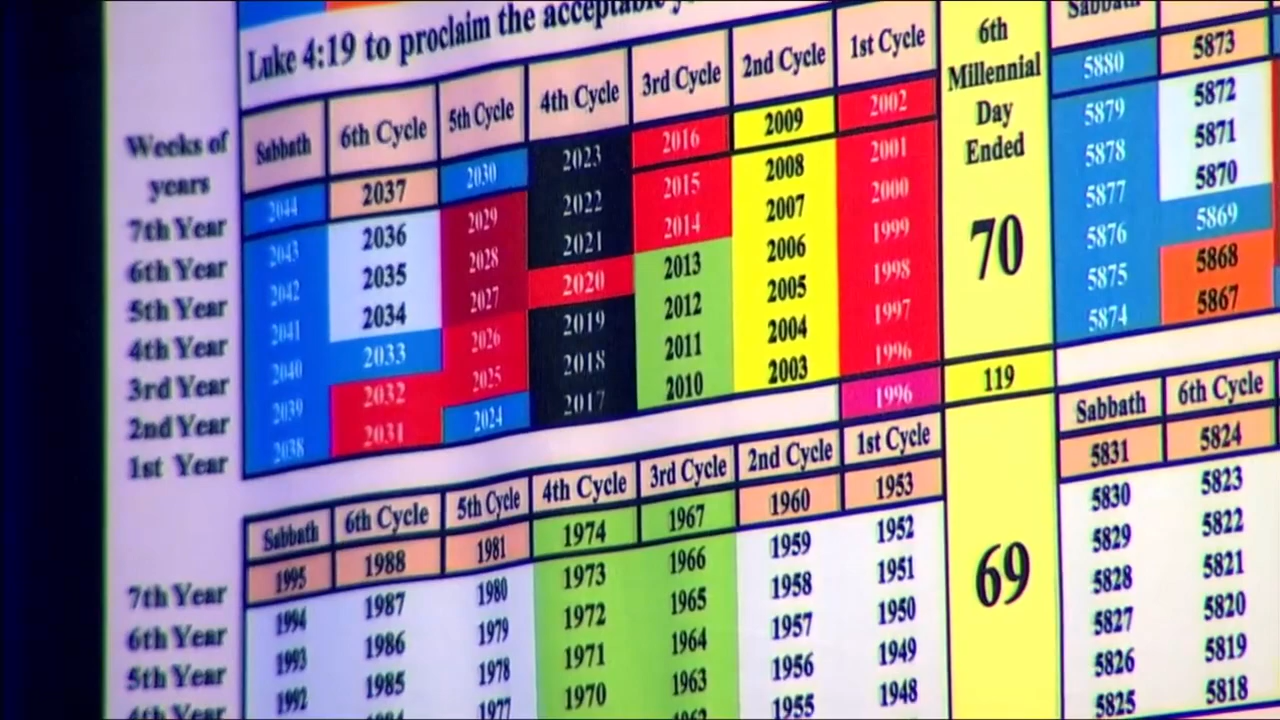 Luke 4:19 to proclaim the acceptable
Sabbath 6th Cycle 5th Cycle 4th Cycle 3rd Cycle 2nd Cycle 1st Cycle
Weeks of
years
2044 2037 2030 2023 2016 2009 2002
7th Year 2043 2036 2029 2022 2015 2008 2001
6th Year 2042 2035 2028 2021 2014 2007 2000
5th Year 2041 2034 2027 2020 2013 2006 1999
4th Year 2040 2033 2026 2019 2012 2005 1998
3rd Year 2039 2032 2025 2018 2011 2004 1997
2nd Year 2038 2031 2024 2017 2010 2003 1996
1st Year
1996
6th
Millennial
Day
Ended
70
119
69
Sabbath
5880 5873
5879 5872
5878 5871
5877 5870
5876 5869
5875 5868
5874 5867
Sabbath 6th Cycle 5th Cycle 4th Cycle 3rd Cycle 2nd Cycle 1st Cycle
1995 1988 1981 1974 1967 1960 1953
7th Year 1994 1987 1980 1973 1966 1959 1952
6th Year 1993 1986 1979 1972 1965 1958 1951
5th Year 1992 1985 1978 1971 1964 1957 1950
4th Year 1977 1970 1963 1956 1949
1955 1948
Sabbath 6th Cycle
5831 5824
5830 5823
5829 5822
5828 5821
5827 5820
5826 5819
5825 5818